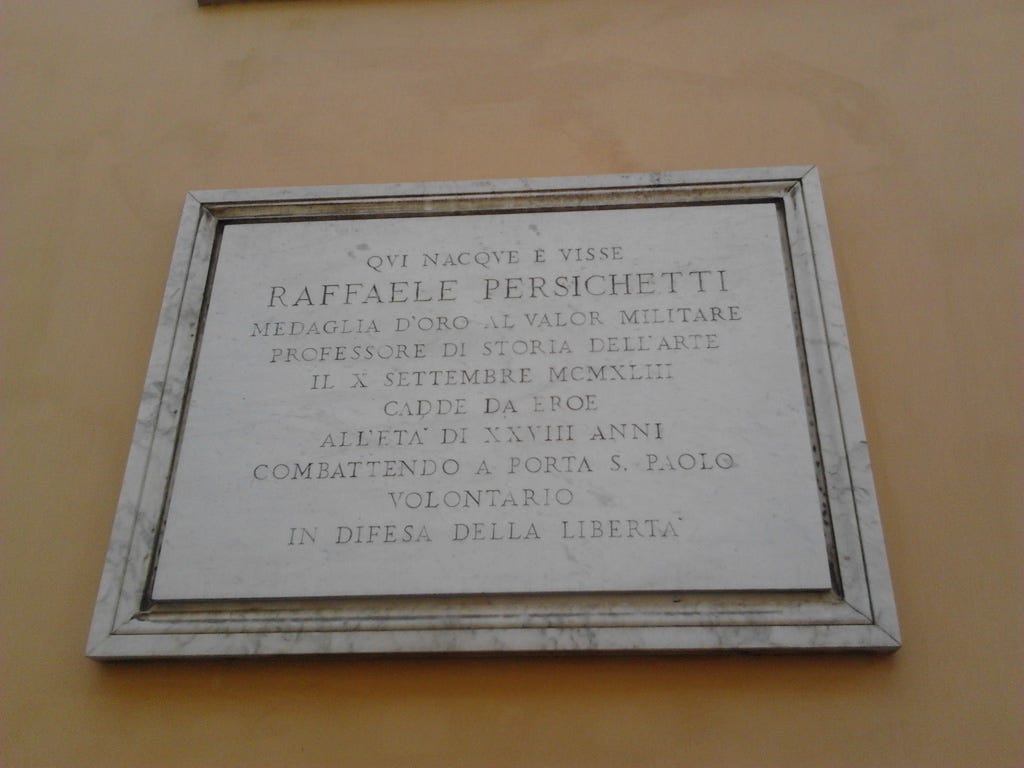 QVI NACQVE E VISSE
RAFFAELE PERSICHETTI
MEDAGLIA D'ORO AL VALOR MILITARE
PROFESSORE DI STORIA DELL'ARTE
IL X SETTEMBRE MCMXLIII
CADDE DA EROE
ALL'ETA' DI XXVIII ANNI
COMBATTENDO A PORTA S. PAOLO
VOLONTARIO
IN DIFESA DELLA LIBERTA'